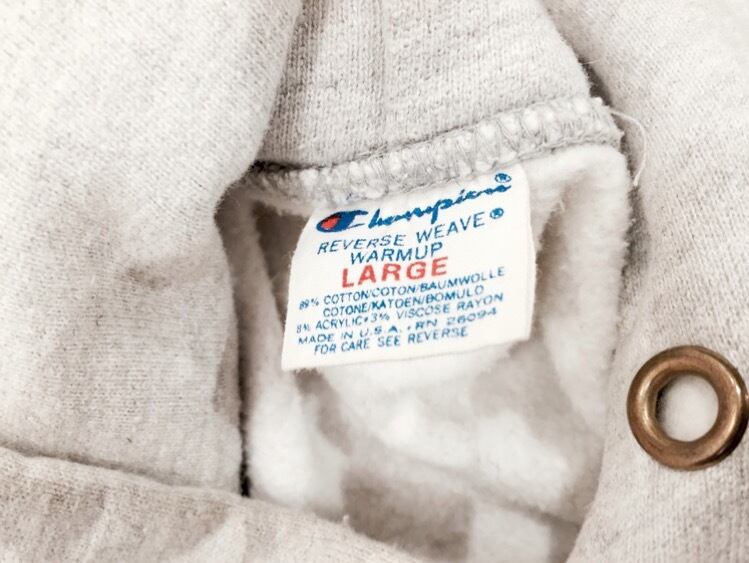 Champion®
REVERSE WEAVE®
WARMUP
LARGE
89% COTTON/COTON/BAUMWOLLE
COTONE/KATOEN/BOMULD
8% ACRYLIC•3% VISCOSE RAYON
MADE IN U.S.A. • RN 26094
FOR CARE SEE REVERSE